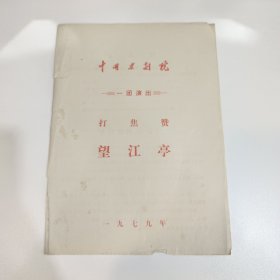 中国京剧院
一团演出
打焦赞
望江亭
一九七九年